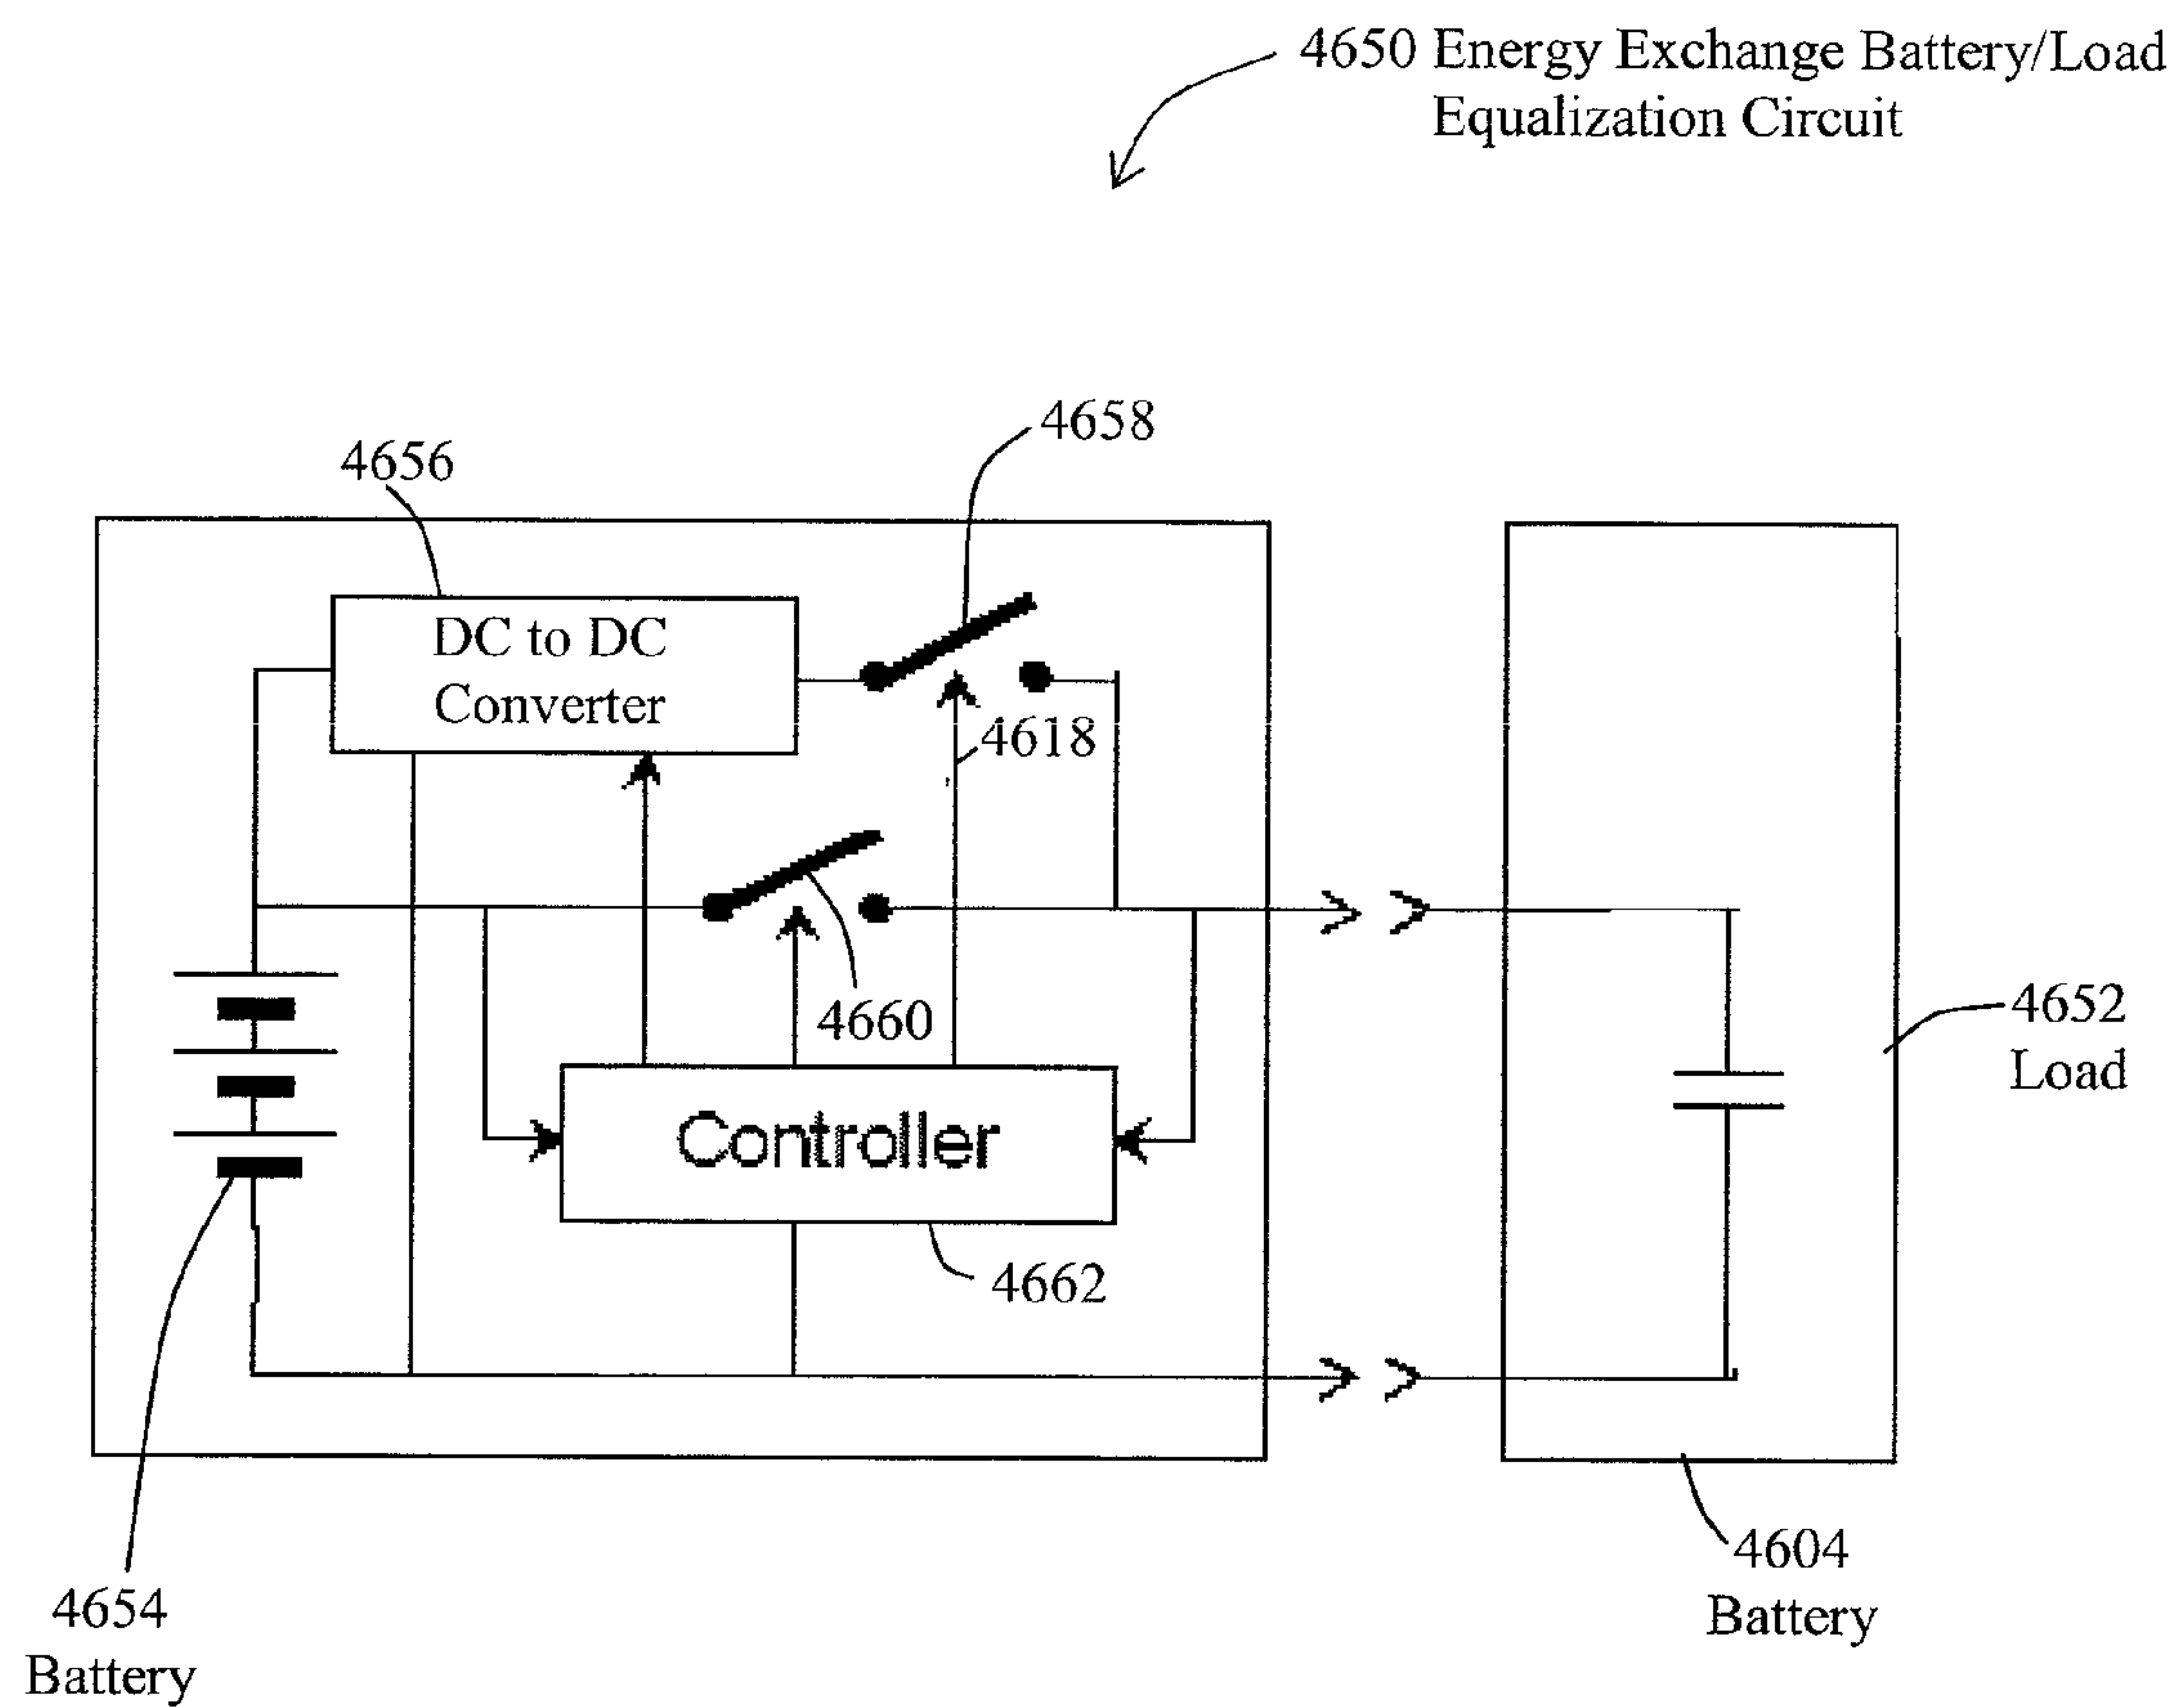 4650 Energy Exchange Battery/Load
Equalization Circuit
4658
4656
DC to DC
Converter
4618
4660
4652
Load
Controller
4662
4604
Battery
4654
Battery